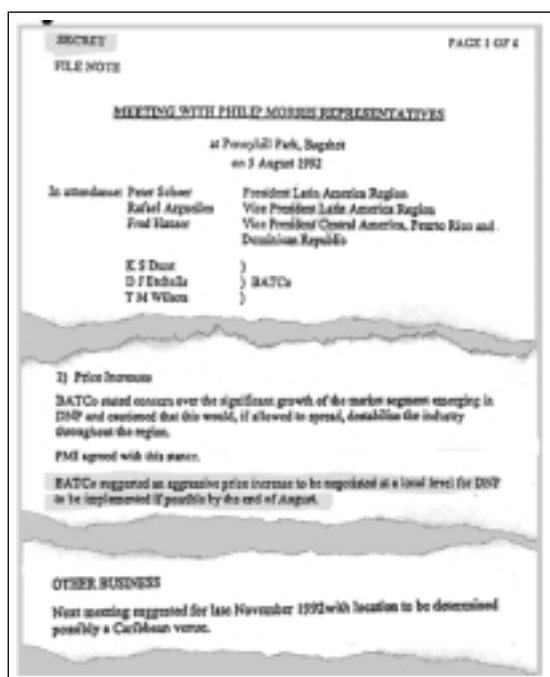 SECRET
PAGE 1 OF 6
FILE NOTE
MEETING WITH PHILIP MORRIS REPRESENTATIVES
at Pennyhill Park, Bagshot
on 5 August 1992
In attendance: Peter President Latin America Region
Rafael Arguelles Vice President Latin America Region
Fred Vice President Central America, Puerto Rico and
Dominican Republic
K S Dunt )
D J Etchells ) BATCo
T M Wilson )
2) Price Increases
BATCo stated concern over the significant growth of the market segment emerging in
DNP and cautioned that this would, if allowed to spread, destabilise the industry
throughout the region.
PMI agreed with this stance.
BATCo suggested an aggressive price increase to be negotiated at a local level for DNP
to be implemented if possible by the end of August.
OTHER BUSINESS
Next meeting suggested for late November 1992 with location to be determined
possibly a Caribbean venue.